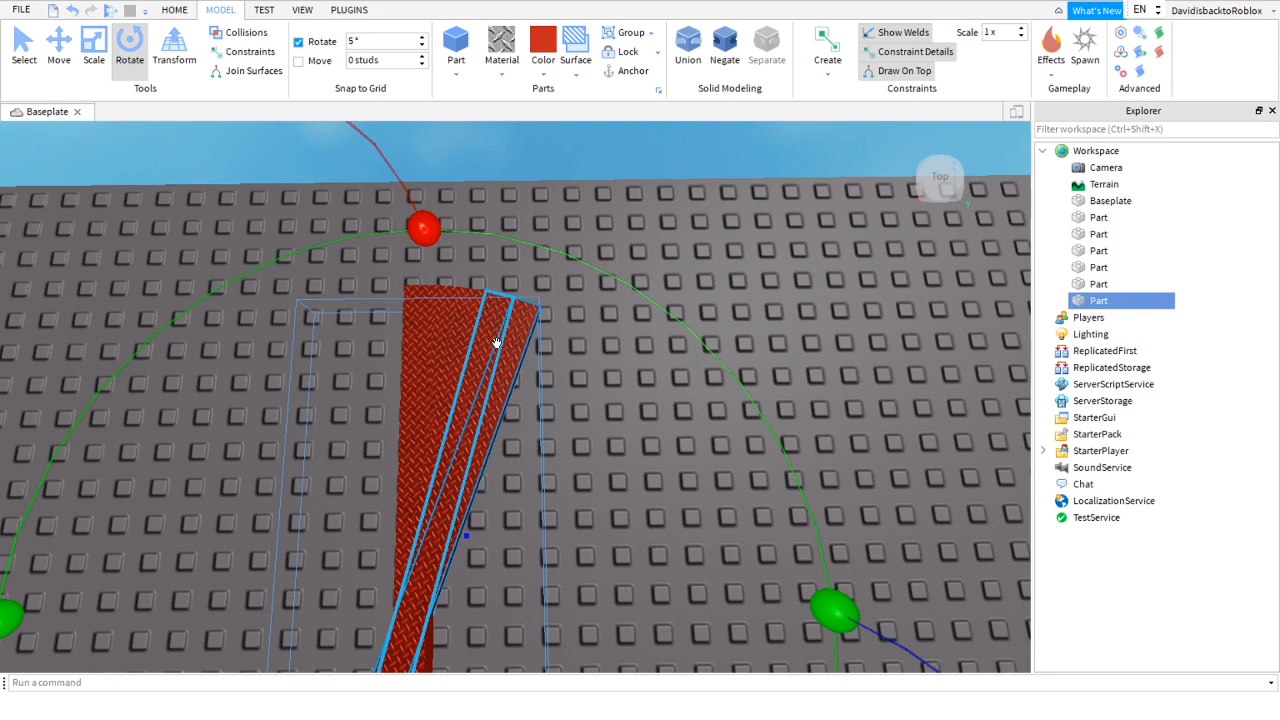 FILE HOME MODEL TEST VIEW PLUGINS What's New EN DavidisbacktoRoblox
Select Move Scale Rotate Transform
Collisions
Constraints
Join Surfaces
Tools
Rotate 5 °
Move 0 studs
Snap to Grid
Part Material Color Surface
Group
Lock
Anchor
Parts
Union Negate Separate
Solid Modeling
Create
Show Welds Scale 1 x
Constraint Details
Draw On Top
Constraints
Effects Spawn
Gameplay
Advanced
Baseplate
Top
Explorer
Filter workspace (Ctrl+Shift+X)
Workspace
Camera
Terrain
Baseplate
Part
Part
Part
Part
Part
Part
Players
Lighting
ReplicatedFirst
ReplicatedStorage
ServerScriptService
ServerStorage
StarterGui
StarterPack
StarterPlayer
SoundService
Chat
LocalizationService
TestService
Run a command